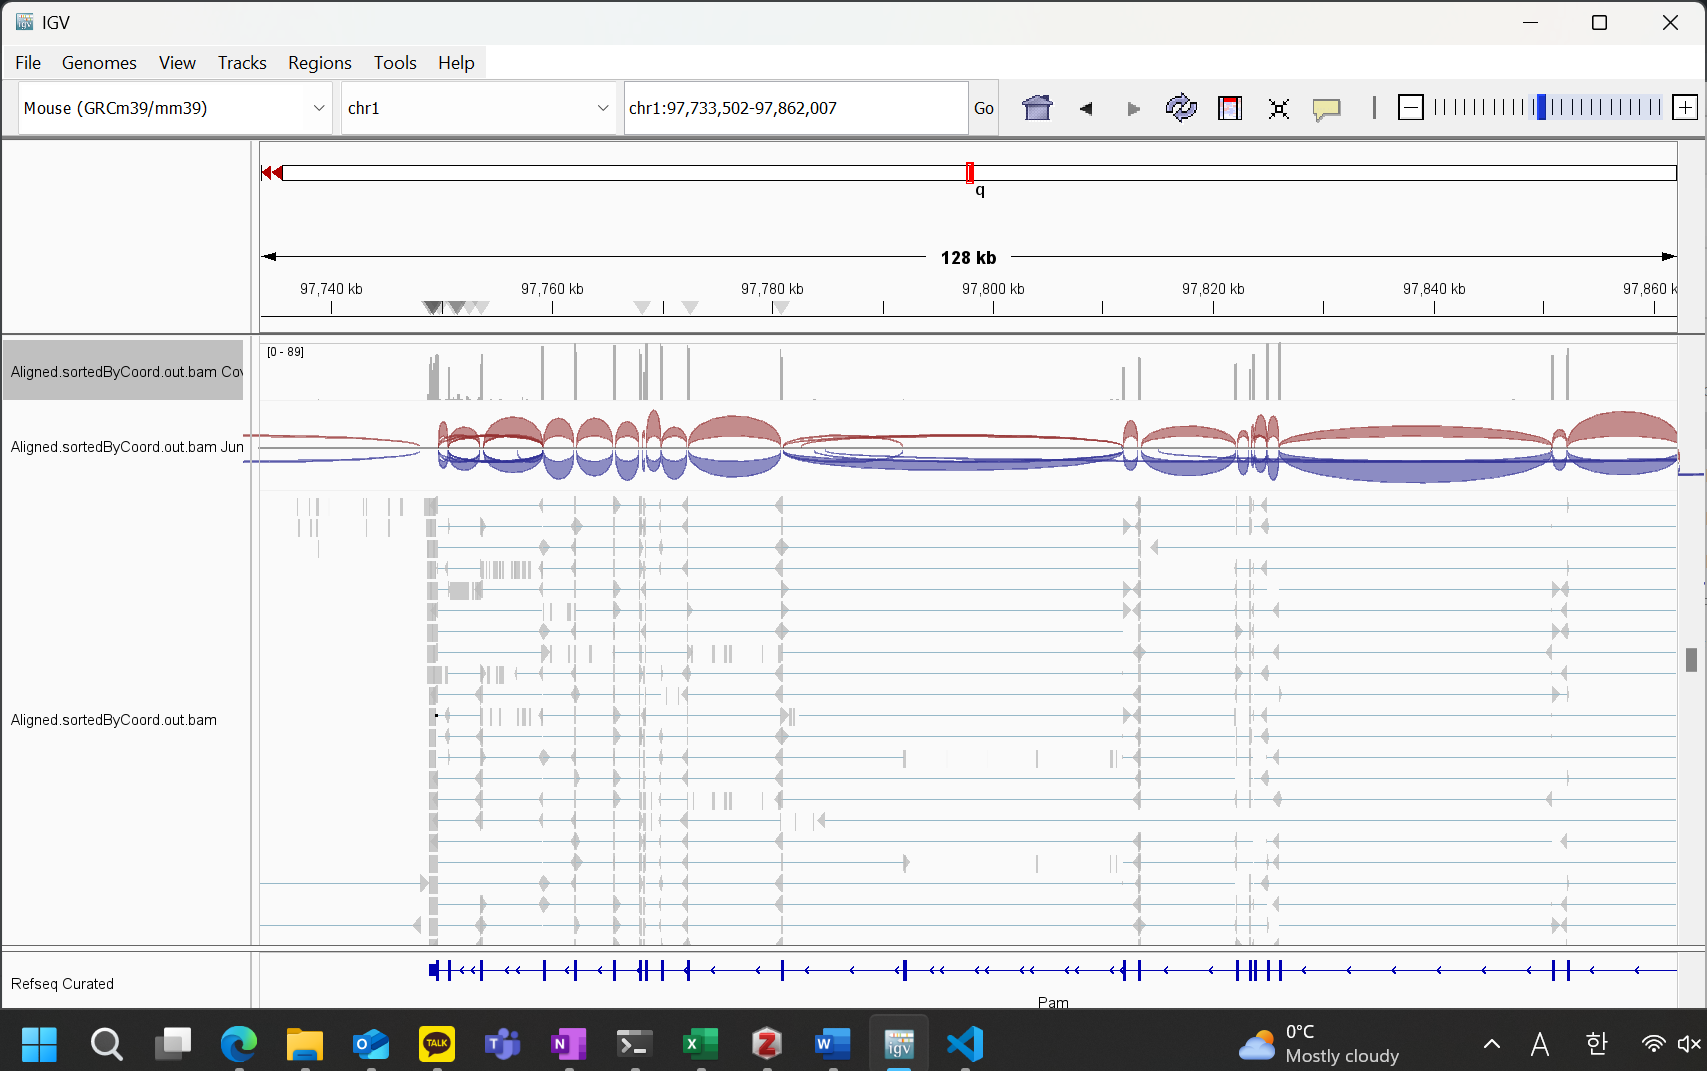 IGV
File Genomes View Tracks Regions Tools Help
Mouse (GRCm39/mm39) chr1 chr1:97,733,502-97,862,007 Go
q
128 kb
97,740 kb 97,760 kb 97,780 kb 97,800 kb 97,820 kb 97,840 kb 97,860 k
[0 - 89]
Aligned.sortedByCoord.out.bam Cov
Aligned.sortedByCoord.out.bam Jun
Aligned.sortedByCoord.out.bam
Refseq Curated
Pam
TALK
igv
0°C
Mostly cloudy
A 한